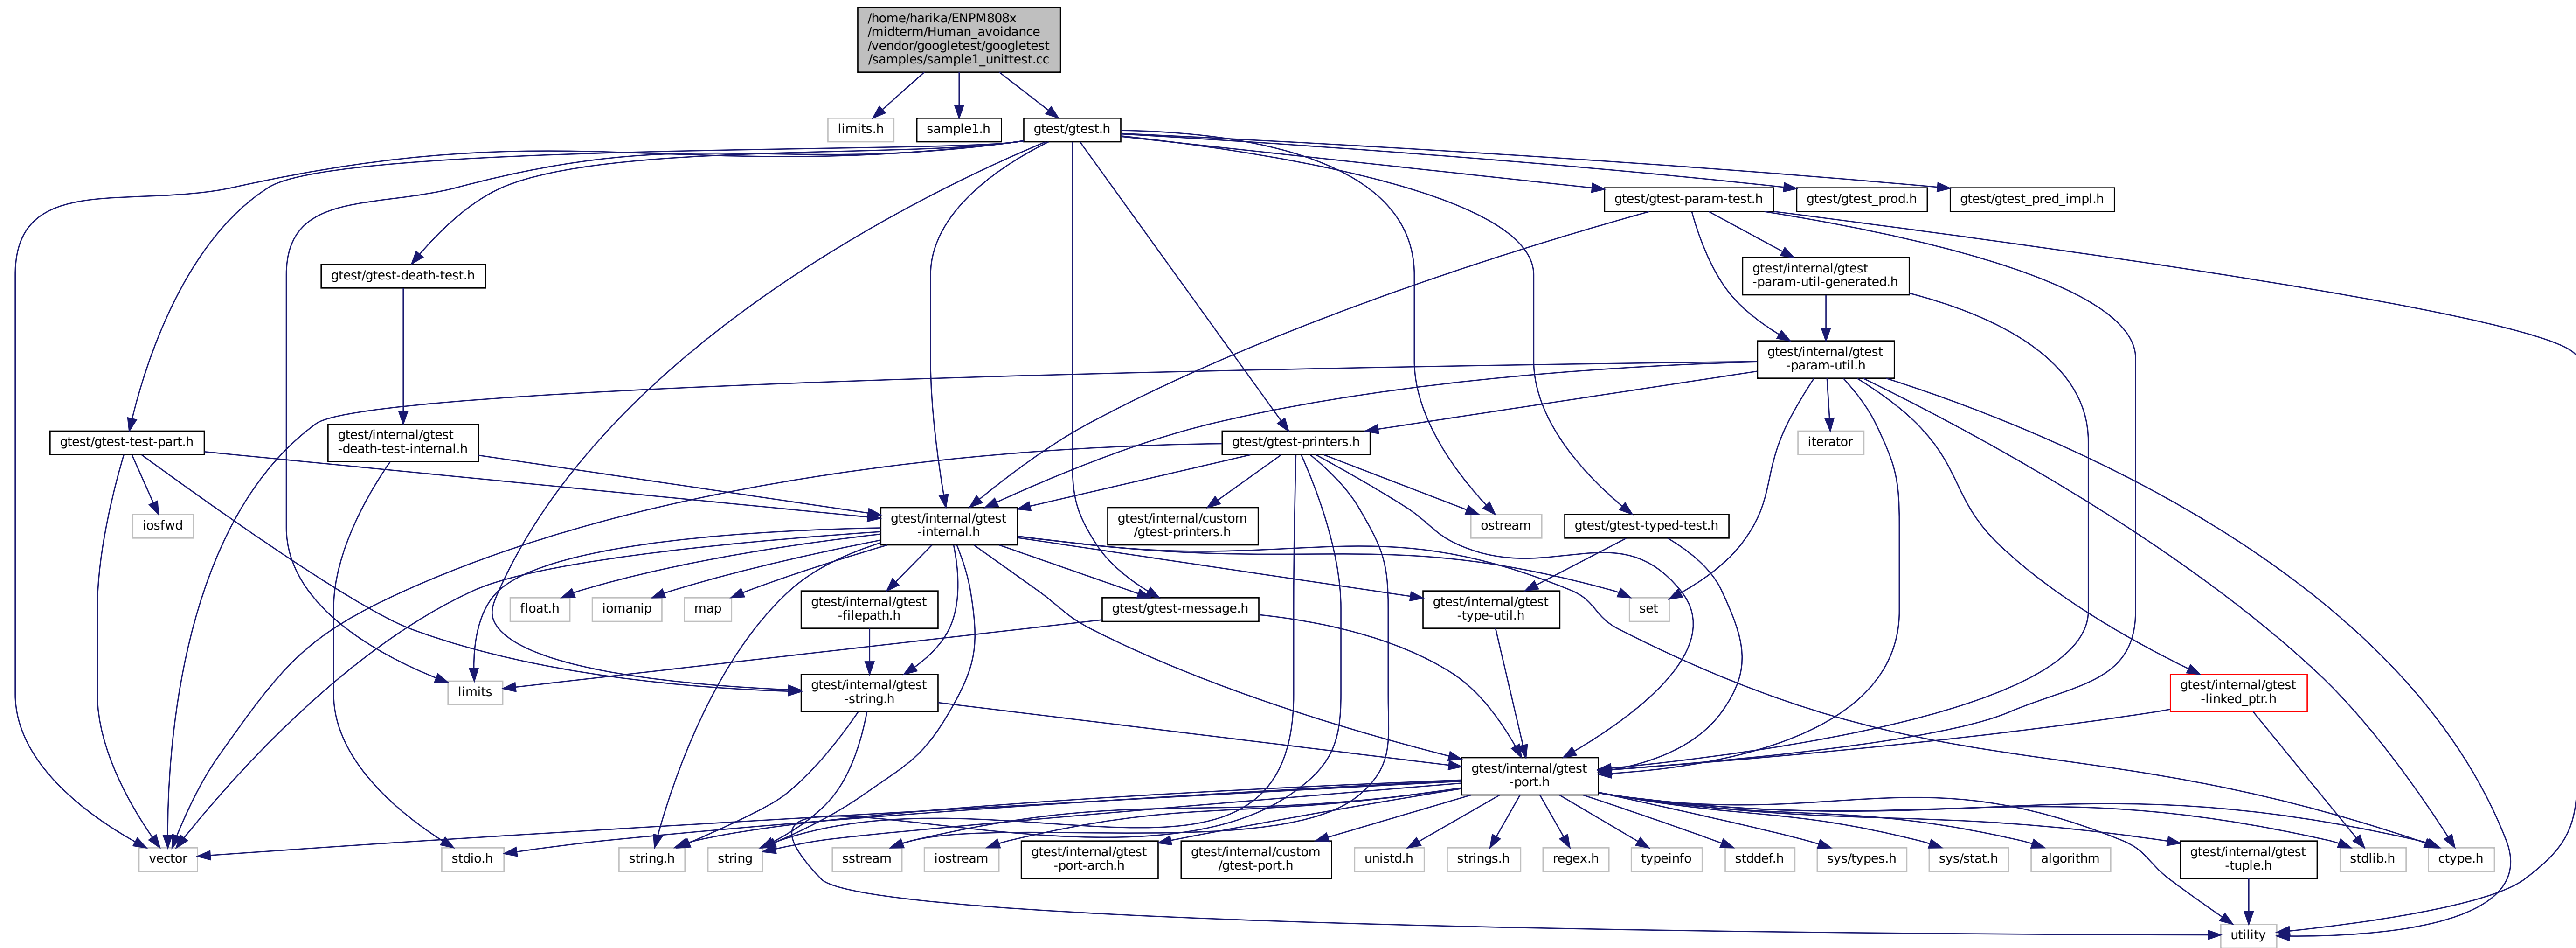 /home/harika/ENPM808x
/midterm/Human_avoidance
/vendor/googletest/googletest
/samples/sample1_unittest.cc
limits.h
sample1.h
gtest/gtest.h
gtest/gtest-param-test.h
gtest/gtest_prod.h
gtest/gtest_pred_impl.h
gtest/gtest-death-test.h
gtest/internal/gtest
-param-util-generated.h
gtest/internal/gtest
-param-util.h
gtest/gtest-test-part.h
gtest/internal/gtest
-death-test-internal.h
gtest/gtest-printers.h
iterator
iosfwd
gtest/internal/gtest
-internal.h
gtest/internal/custom
/gtest-printers.h
ostream
gtest/gtest-typed-test.h
float.h
iomanip
map
gtest/internal/gtest
-filepath.h
gtest/gtest-message.h
gtest/internal/gtest
-type-util.h
set
limits
gtest/internal/gtest
-string.h
gtest/internal/gtest
-linked_ptr.h
gtest/internal/gtest
-port.h
vector
stdio.h
string.h
string
sstream
iostream
gtest/internal/gtest
-port-arch.h
gtest/internal/custom
/gtest-port.h
unistd.h
strings.h
regex.h
typeinfo
stddef.h
sys/types.h
sys/stat.h
algorithm
gtest/internal/gtest
-tuple.h
stdlib.h
ctype.h
utility